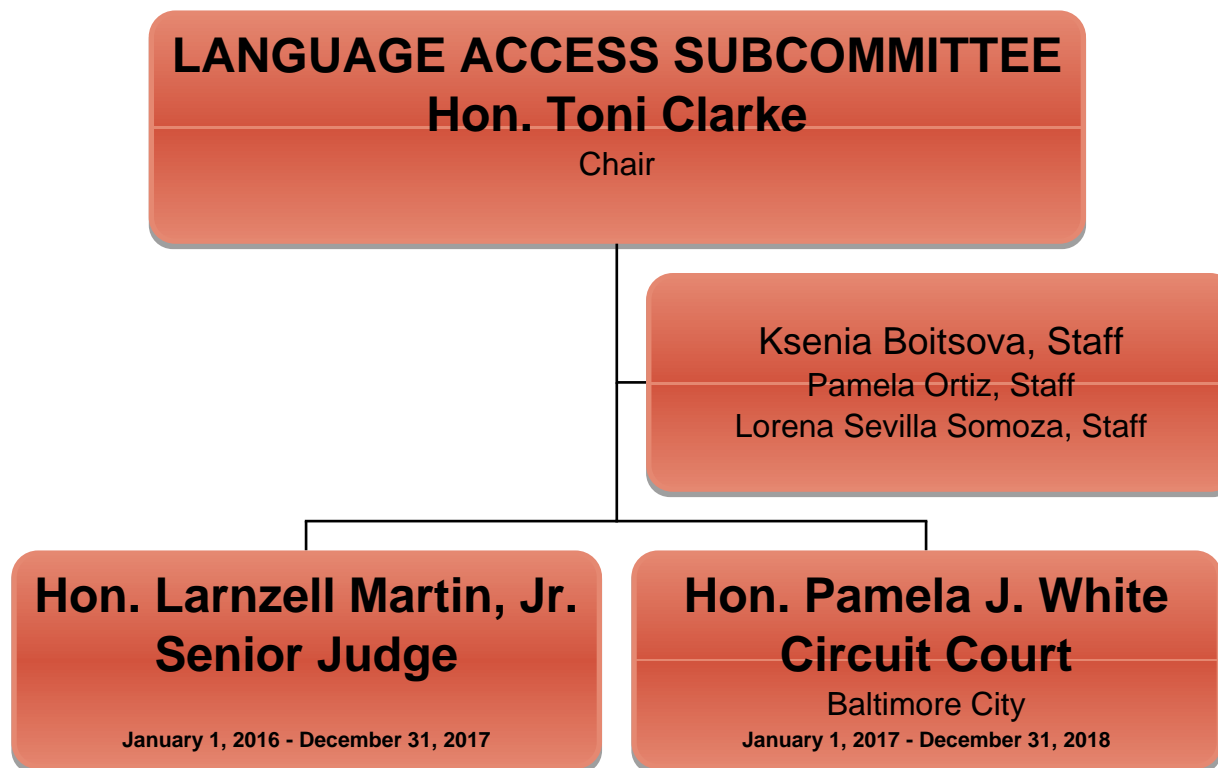 LANGUAGE ACCESS SUBCOMMITTEE
Hon. Toni Clarke
Chair
Ksenia Boitsova, Staff
Pamela Ortiz, Staff
Lorena Sevilla Somoza, Staff
Hon. Larnzell Martin, Jr.
Senior Judge
January 1, 2016 - December 31, 2017
Hon. Pamela J. White
Circuit Court
Baltimore City
January 1, 2017 - December 31, 2018